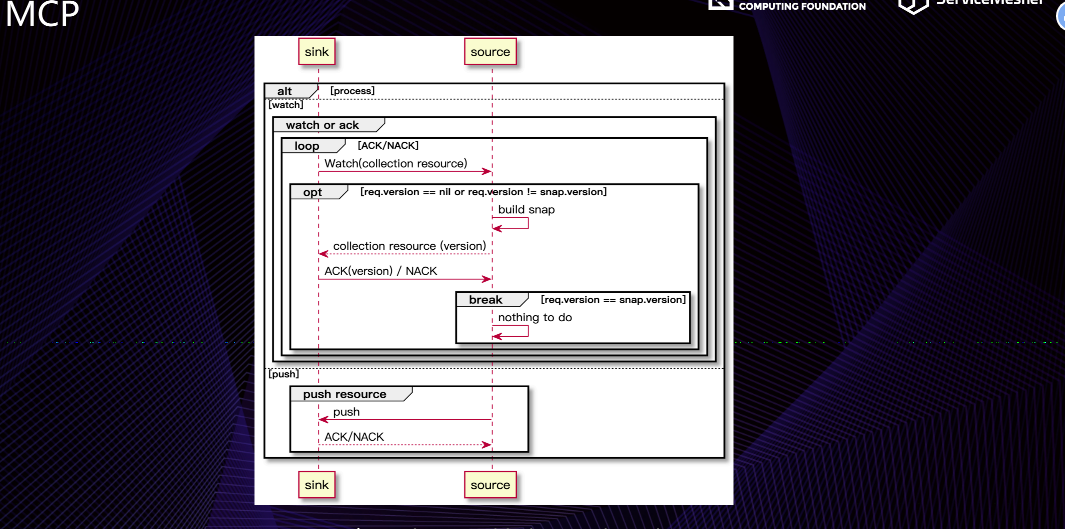 MCP
COMPUTING FOUNDATION
ServiceMesher
sink
source
alt
[process]
[watch]
watch or ack
loop
[ACK/NACK]
Watch(collection resource)
opt
[req.version == nil or req.version != snap.version]
build snap
collection resource (version)
ACK(version) / NACK
break
[req.version == snap.version]
nothing to do
[push]
push resource
push
ACK/NACK
sink
source